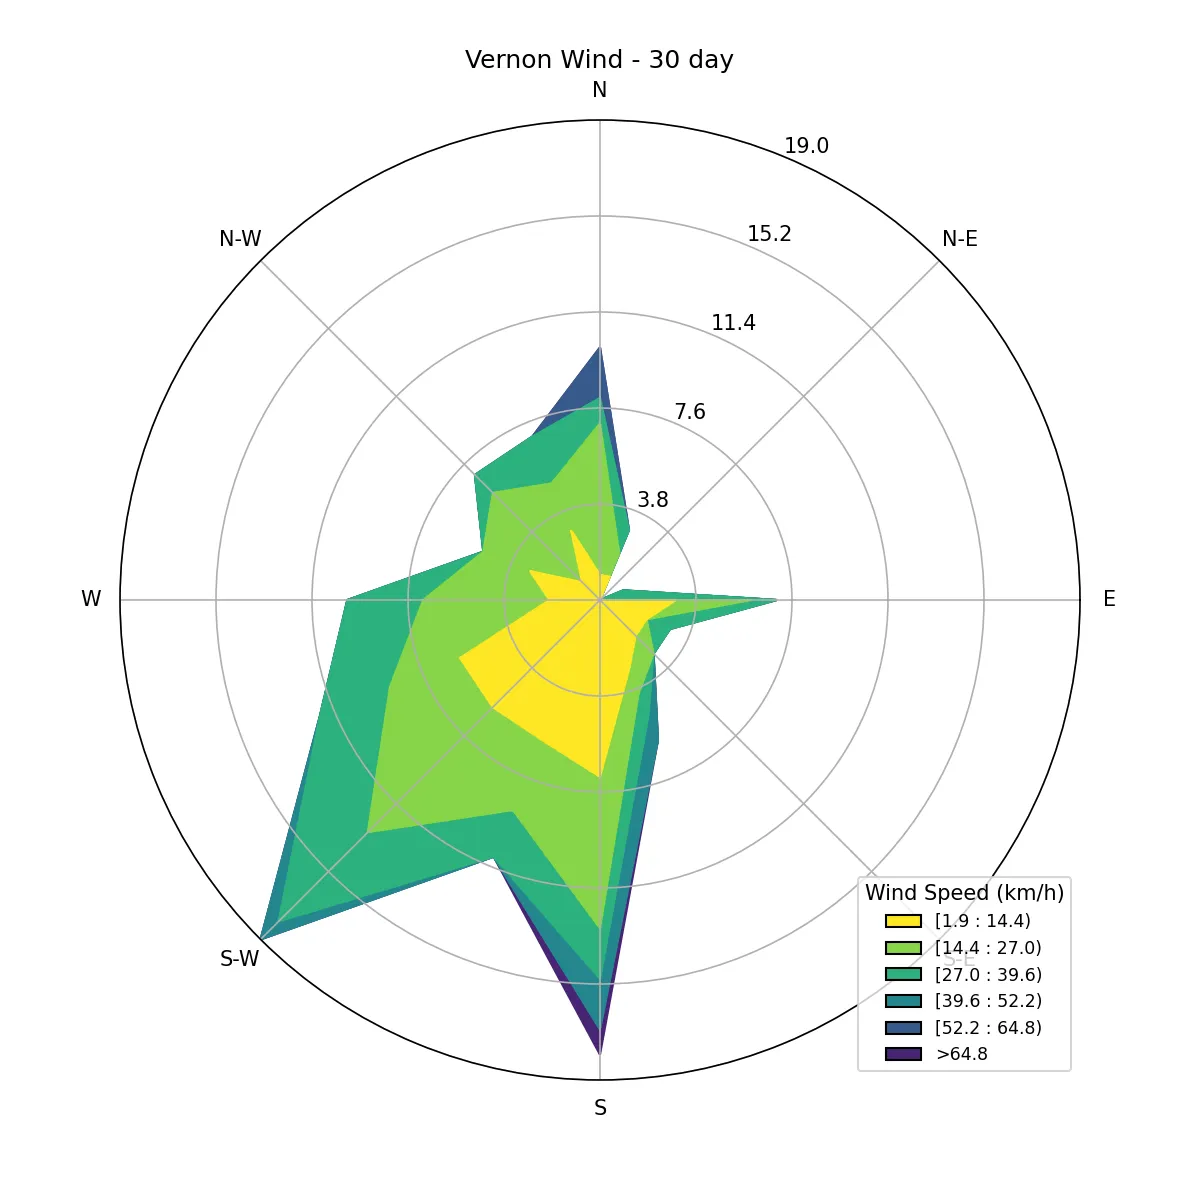 Vernon Wind - 30 day
N
19.0
15.2
N-W
N-E
11.4
7.6
3.8
W
E
Wind Speed (km/h)
[1.9 : 14.4)
[14.4 : 27.0)
S-W
S-E
[27.0 : 39.6)
[39.6 : 52.2)
[52.2 : 64.8)
>64.8
S